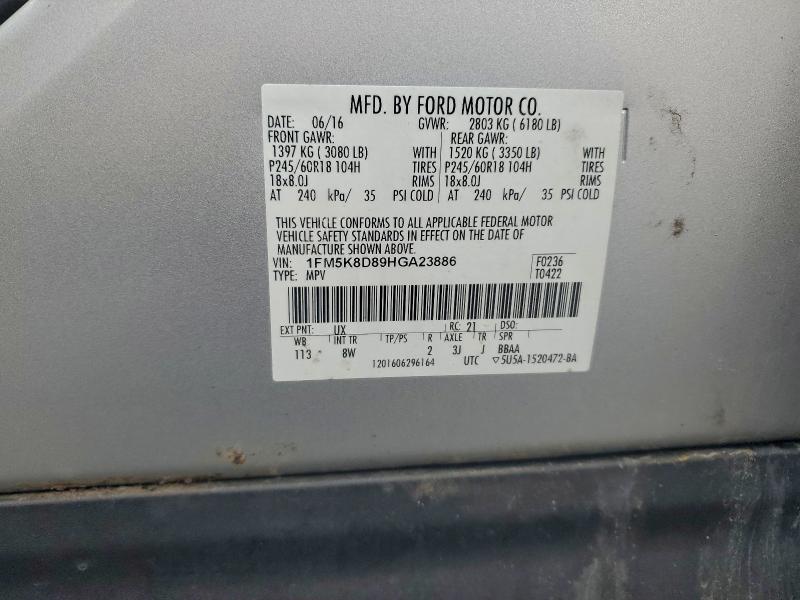 MFD. BY FORD MOTOR CO.
DATE: 06/16 GVWR: 2803 KG ( 6180 LB)
FRONT GAWR: REAR GAWR:
1397 KG ( 3080 LB) WITH 1520 KG ( 3350 LB) WITH
P245/60R18 104H TIRES P245/60R18 104H TIRES
18x8.0J RIMS 18x8.0J RIMS
AT 240 kPa/ 35 PSI COLD AT 240 kPa/ 35 PSI COLD
THIS VEHICLE CONFORMS TO ALL APPLICABLE FEDERAL MOTOR
VEHICLE SAFETY STANDARDS IN EFFECT ON THE DATE OF
MANUFACTURE SHOWN ABOVE.
VIN: 1FM5K8D89HGA23886 F0236
TYPE: MPV T0422
EXT PNT: UX RC: 21 DSO:
WB INT TR TP/PS R AXLE TR SPR
113 8W 2 3J J BBAA
1201606296164 UTC ▽5U5A-1520472-BA